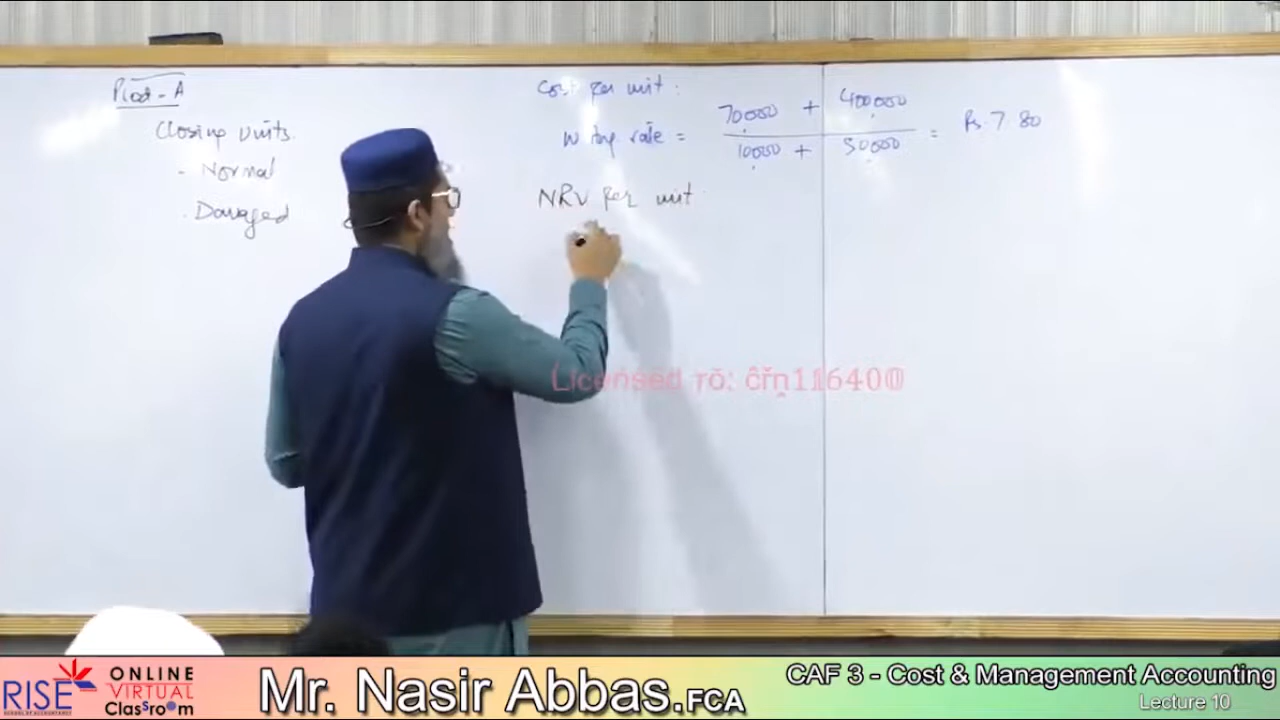 Prod-A
Closing Units.
- Normal
- Damaged
Cost per unit:
W Avg rate = 70000 + 400000 / 10000 + 50000 = Rs. 7.80
NRV per unit
Licensed
RISE
ONLINE
VIRTUAL
Classroom
Mr. Nasir Abbas.FCA
CAF 3 - Cost & Management Accounting
Lecture 10